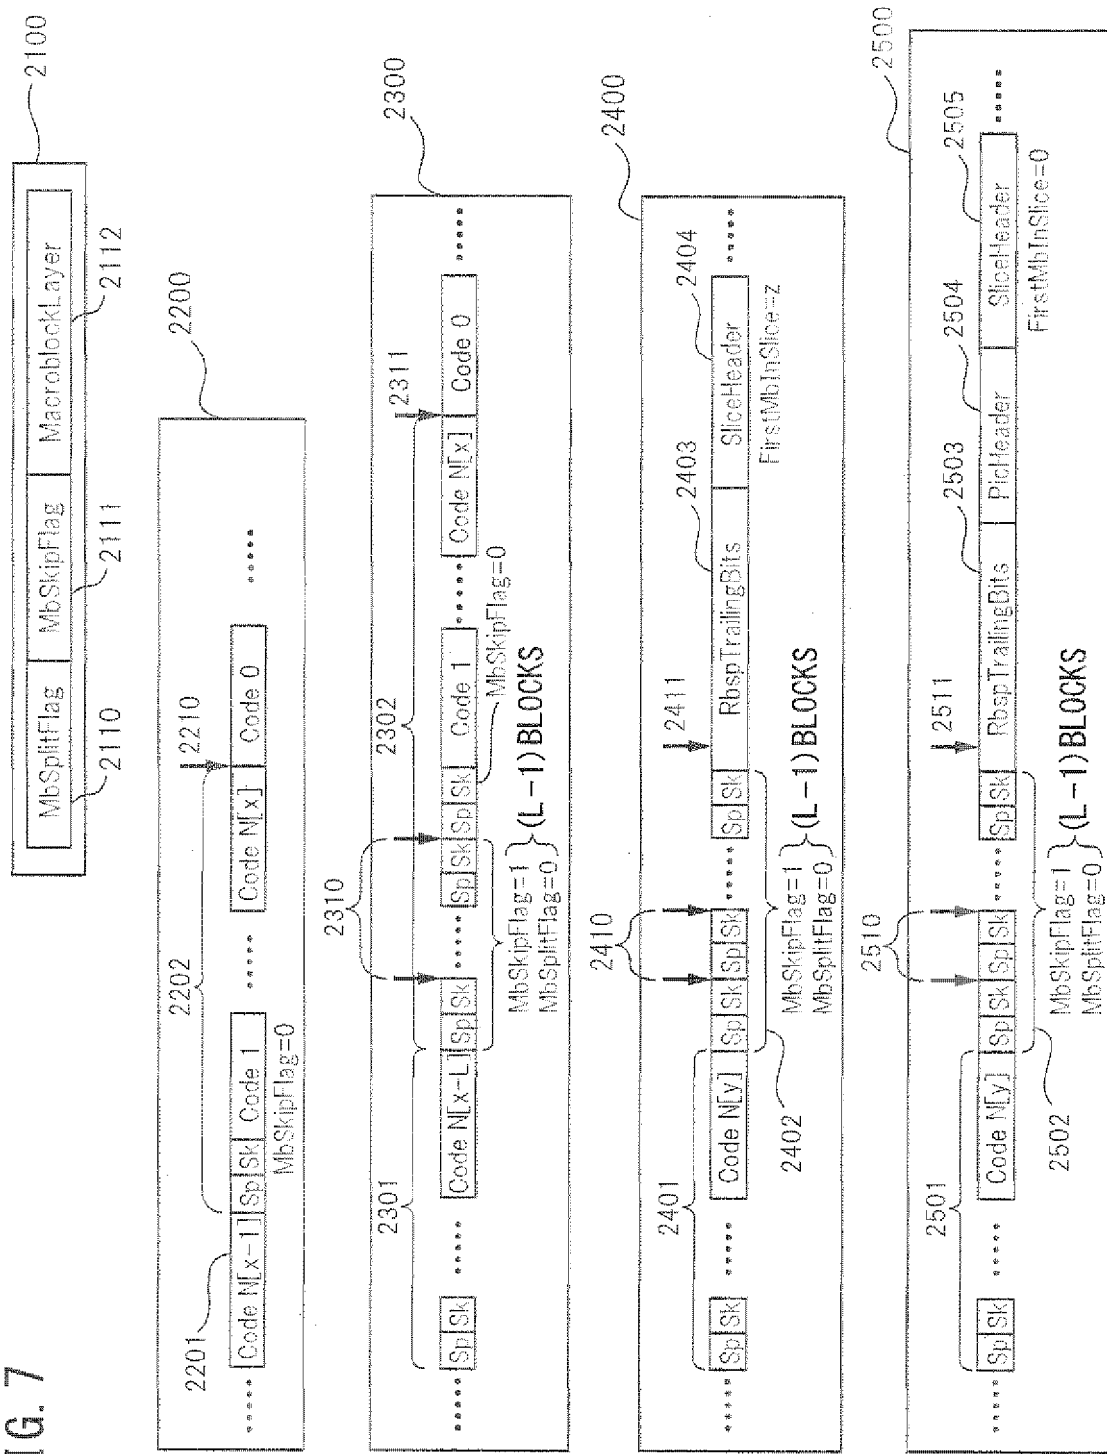 IG. 7
2100
MbSplitFlag MbSkipFlag MacroblockLayer
2110 2111 2112
2200
2202 2210
2201
..... Code N[x-1] Sp Sk Code 1 ..... Code N[x] Code 0 .....
MbSkipFlag=0
2300
2310 2302 2311
2301
..... Sp Sk ..... Code N[x-L] Sp Sk ..... Sp Sk Sp Sk Code 1 ..... Code N[x] Code 0 .....
MbSkipFlag=0
MbSkipFlag=1
MbSplitFlag=0
(L-1) BLOCKS
2400
2401 2410 2411 2403 2404
..... Sp Sk ..... Code N[y] Sp Sk Sp Sk ..... Sp Sk RbspTrailingBits SliceHeader .....
FirstMbInSlice=z
2402
MbSkipFlag=1
MbSplitFlag=0
(L-1) BLOCKS
2500
2501 2510 2511 2503 2504 2505
..... Sp Sk ..... Code N[y] Sp Sk Sp Sk ..... Sp Sk RbspTrailingBits PicHeader SliceHeader .....
FirstMbInSlice=0
2502
MbSkipFlag=1
MbSplitFlag=0
(L-1) BLOCKS